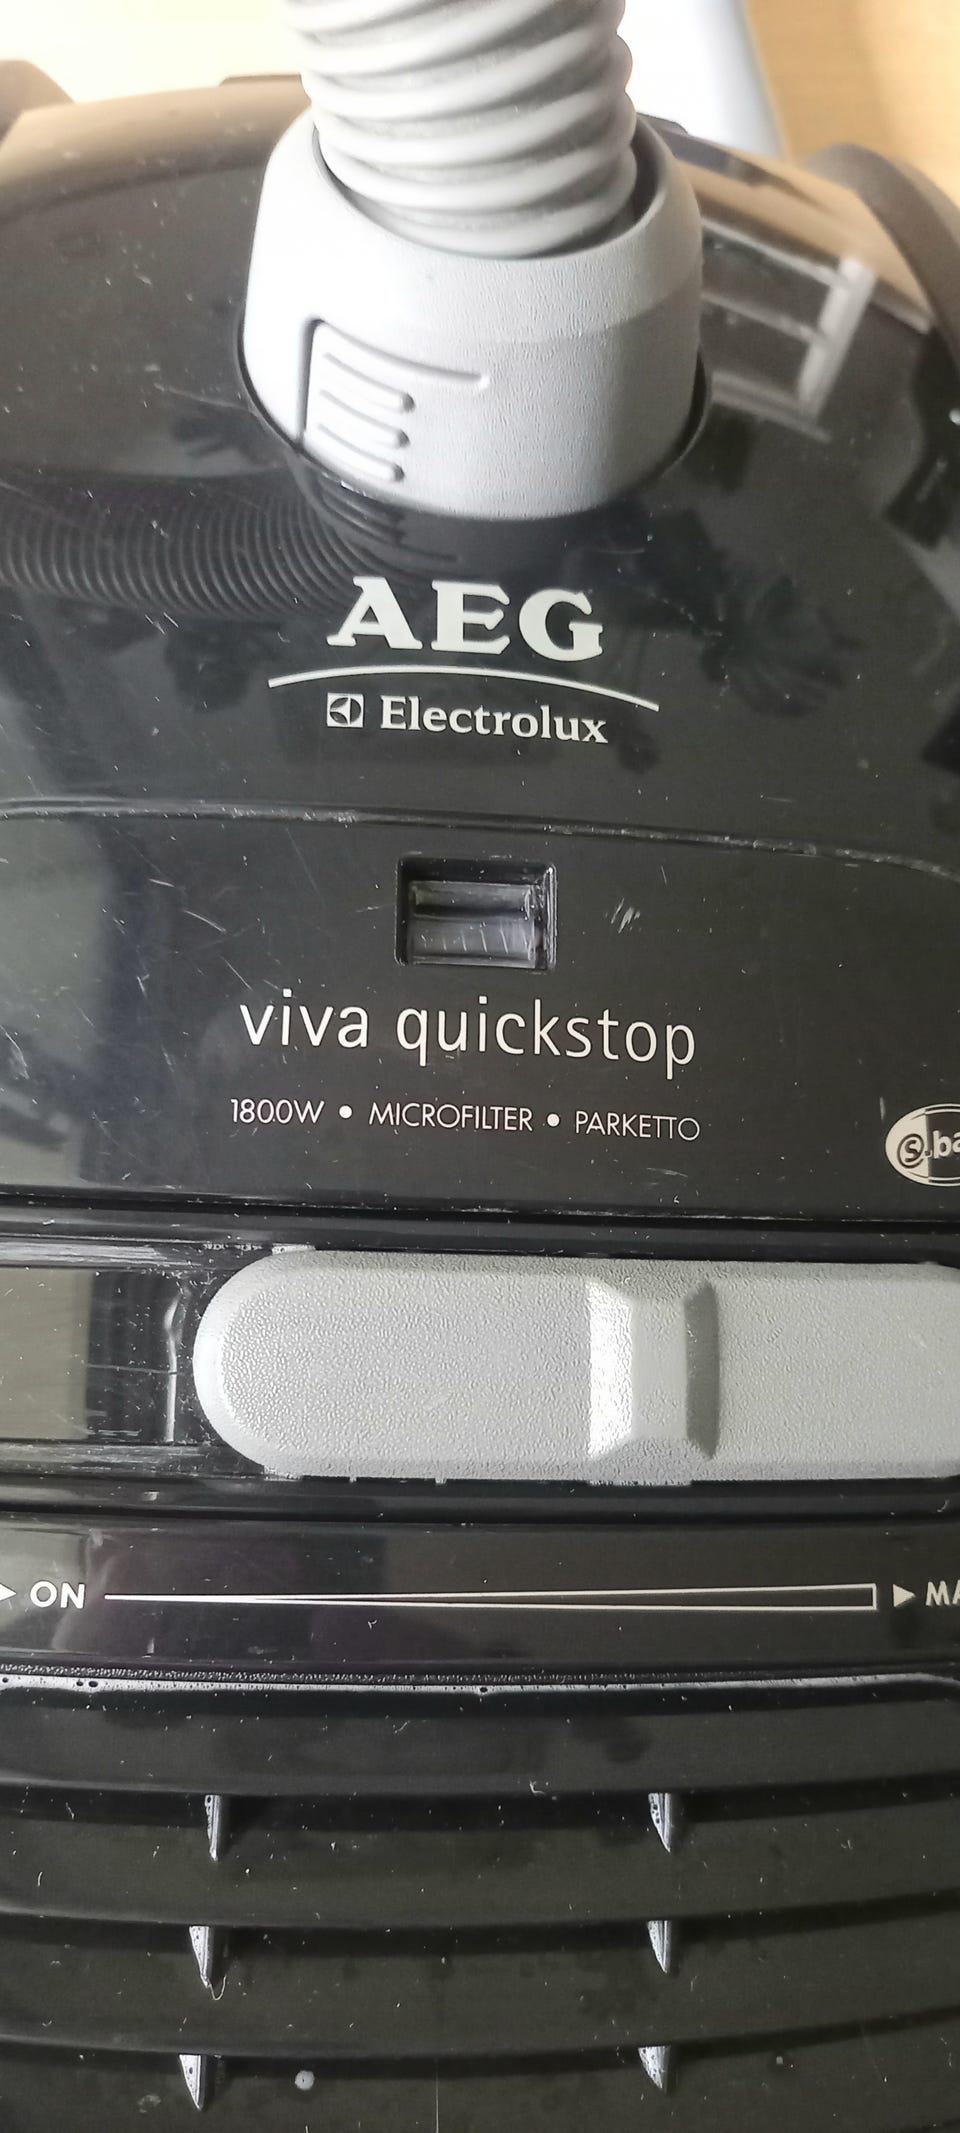 AEG
Electrolux
viva quickstop
1800W • MICROFILTER • PARKETTO
ON